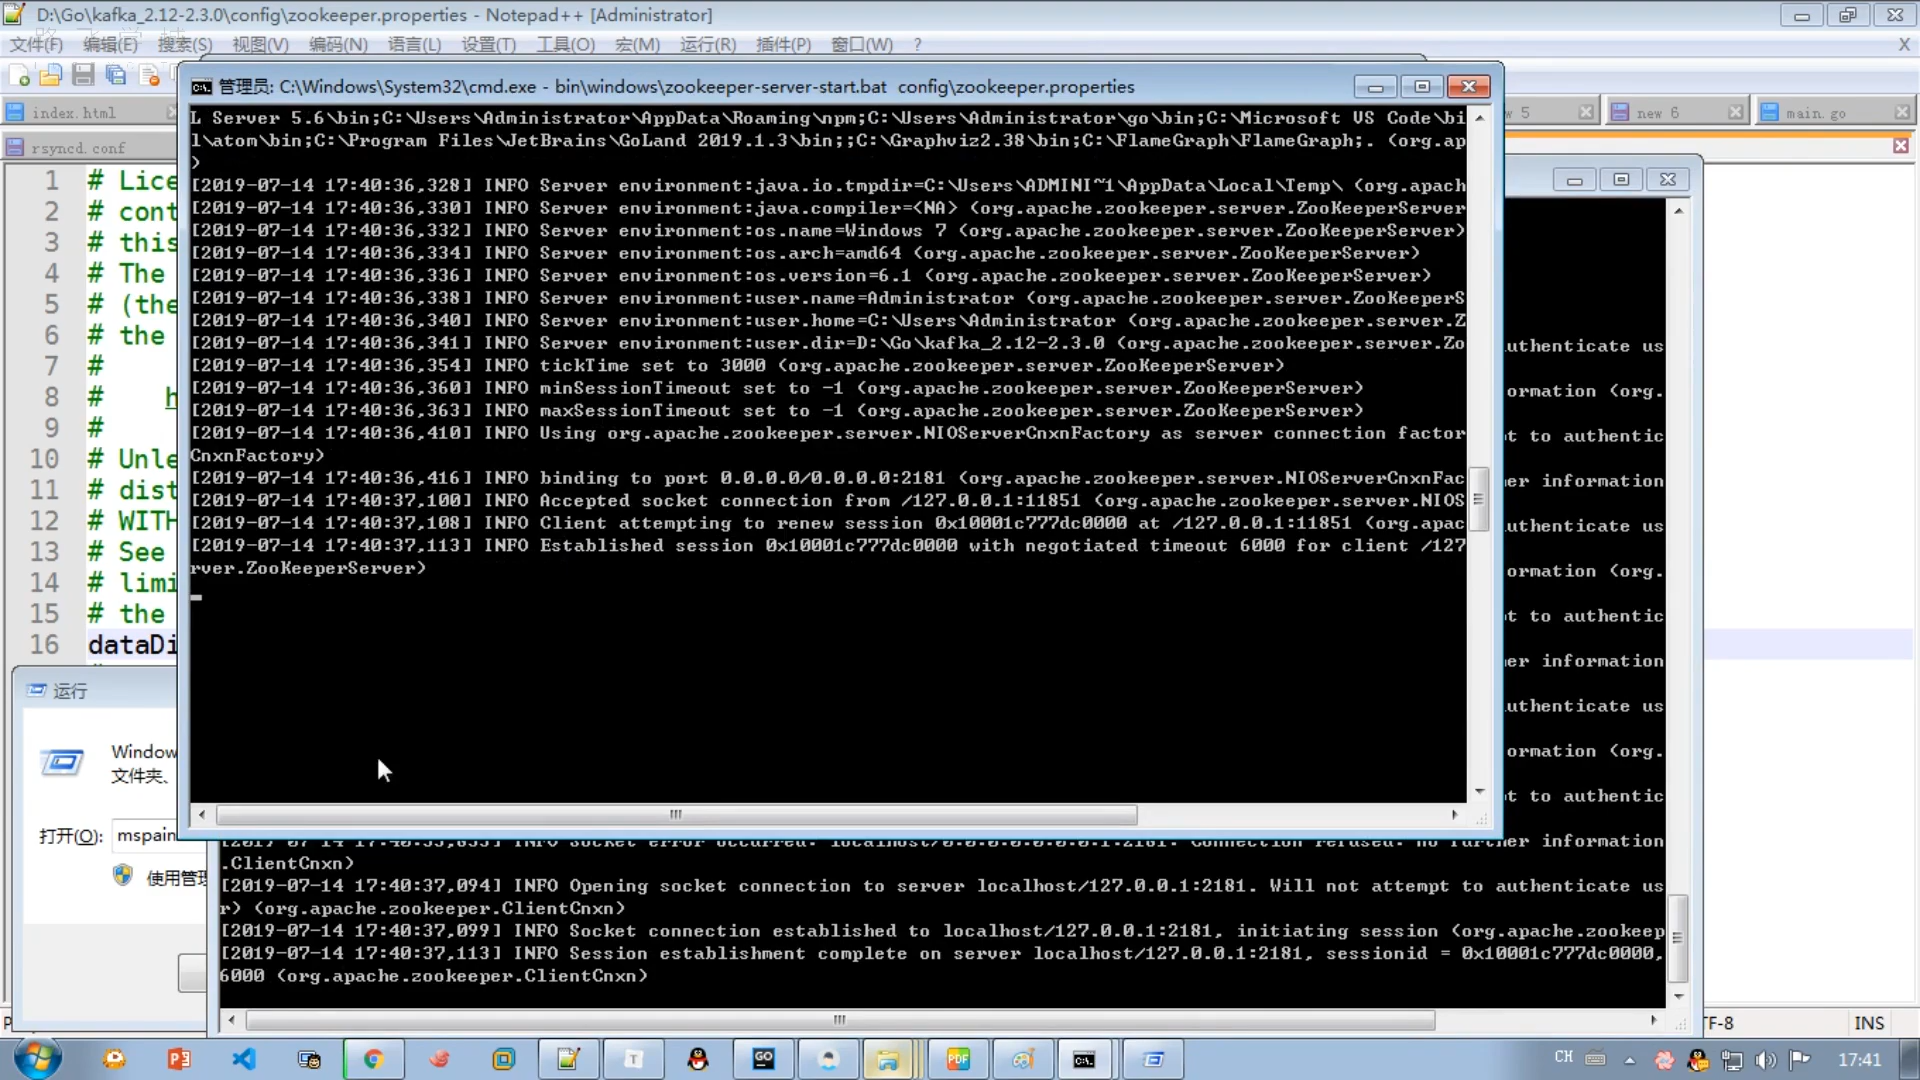 D:\Go\kafka_2.12-2.3.0\config\zookeeper.properties - Notepad++ [Administrator]
文件(F) 编辑(E) 搜索(S) 视图(V) 编码(N) 语言(L) 设置(T) 工具(O) 宏(M) 运行(R) 插件(P) 窗口(W) ? X
管理员: C:\Windows\System32\cmd.exe - bin\windows\zookeeper-server-start.bat config\zookeeper.properties
index.html
w 5
new 6
main.go
rsyncd.conf
L Server 5.6\bin;C:\Users\Administrator\AppData\Roaming\npm;C:\Users\Administrator\go\bin;C:\Microsoft VS Code\bi
l\atom\bin;C:\Program Files\JetBrains\GoLand 2019.1.3\bin;;C:\Graphviz2.38\bin;C:\FlameGraph\FlameGraph;. (org.ap
)
[2019-07-14 17:40:36,328] INFO Server environment:java.io.tmpdir=C:\Users\ADMINI~1\AppData\Local\Temp\ (org.apach
[2019-07-14 17:40:36,330] INFO Server environment:java.compiler=<NA> (org.apache.zookeeper.server.ZooKeeperServer
[2019-07-14 17:40:36,332] INFO Server environment:os.name=Windows 7 (org.apache.zookeeper.server.ZooKeeperServer)
[2019-07-14 17:40:36,334] INFO Server environment:os.arch=amd64 (org.apache.zookeeper.server.ZooKeeperServer)
[2019-07-14 17:40:36,336] INFO Server environment:os.version=6.1 (org.apache.zookeeper.server.ZooKeeperServer)
[2019-07-14 17:40:36,338] INFO Server environment:user.name=Administrator (org.apache.zookeeper.server.ZooKeeperS
[2019-07-14 17:40:36,340] INFO Server environment:user.home=C:\Users\Administrator (org.apache.zookeeper.server.Z
[2019-07-14 17:40:36,341] INFO Server environment:user.dir=D:\Go\kafka_2.12-2.3.0 (org.apache.zookeeper.server.Zo
[2019-07-14 17:40:36,354] INFO tickTime set to 3000 (org.apache.zookeeper.server.ZooKeeperServer)
[2019-07-14 17:40:36,360] INFO minSessionTimeout set to -1 (org.apache.zookeeper.server.ZooKeeperServer)
[2019-07-14 17:40:36,363] INFO maxSessionTimeout set to -1 (org.apache.zookeeper.server.ZooKeeperServer)
[2019-07-14 17:40:36,410] INFO Using org.apache.zookeeper.server.NIOServerCnxnFactory as server connection factor
CnxnFactory)
[2019-07-14 17:40:36,416] INFO binding to port 0.0.0.0/0.0.0.0:2181 (org.apache.zookeeper.server.NIOServerCnxnFac
[2019-07-14 17:40:37,100] INFO Accepted socket connection from /127.0.0.1:11851 (org.apache.zookeeper.server.NIOS
[2019-07-14 17:40:37,108] INFO Client attempting to renew session 0x10001c777dc0000 at /127.0.0.1:11851 (org.apac
[2019-07-14 17:40:37,113] INFO Established session 0x10001c777dc0000 with negotiated timeout 6000 for client /127
rver.ZooKeeperServer)
1 # Lice
2 # cont
3 # this
4 # The
5 # (the
6 # the
7 #
8 # h
9 #
10 # Unle
11 # dist
12 # WITH
13 # See
14 # limi
15 # the
16 dataDi
uthenticate us
ormation (org.
t to authentic
er information
uthenticate us
ormation (org.
t to authentic
er information
uthenticate us
ormation (org.
t to authentic
运行
Window
文件夹、
打开(O): mspain
使用管理
[2019-07-14 17:40:35,853] INFO Socket error occurred: localhost/0:0:0:0:0:0:0:1:2181: Connection refused: no further information
.ClientCnxn)
[2019-07-14 17:40:37,094] INFO Opening socket connection to server localhost/127.0.0.1:2181. Will not attempt to authenticate us
r) (org.apache.zookeeper.ClientCnxn)
[2019-07-14 17:40:37,099] INFO Socket connection established to localhost/127.0.0.1:2181, initiating session (org.apache.zookeep
[2019-07-14 17:40:37,113] INFO Session establishment complete on server localhost/127.0.0.1:2181, sessionid = 0x10001c777dc0000,
6000 (org.apache.zookeeper.ClientCnxn)
TF-8 INS
CH 17:41